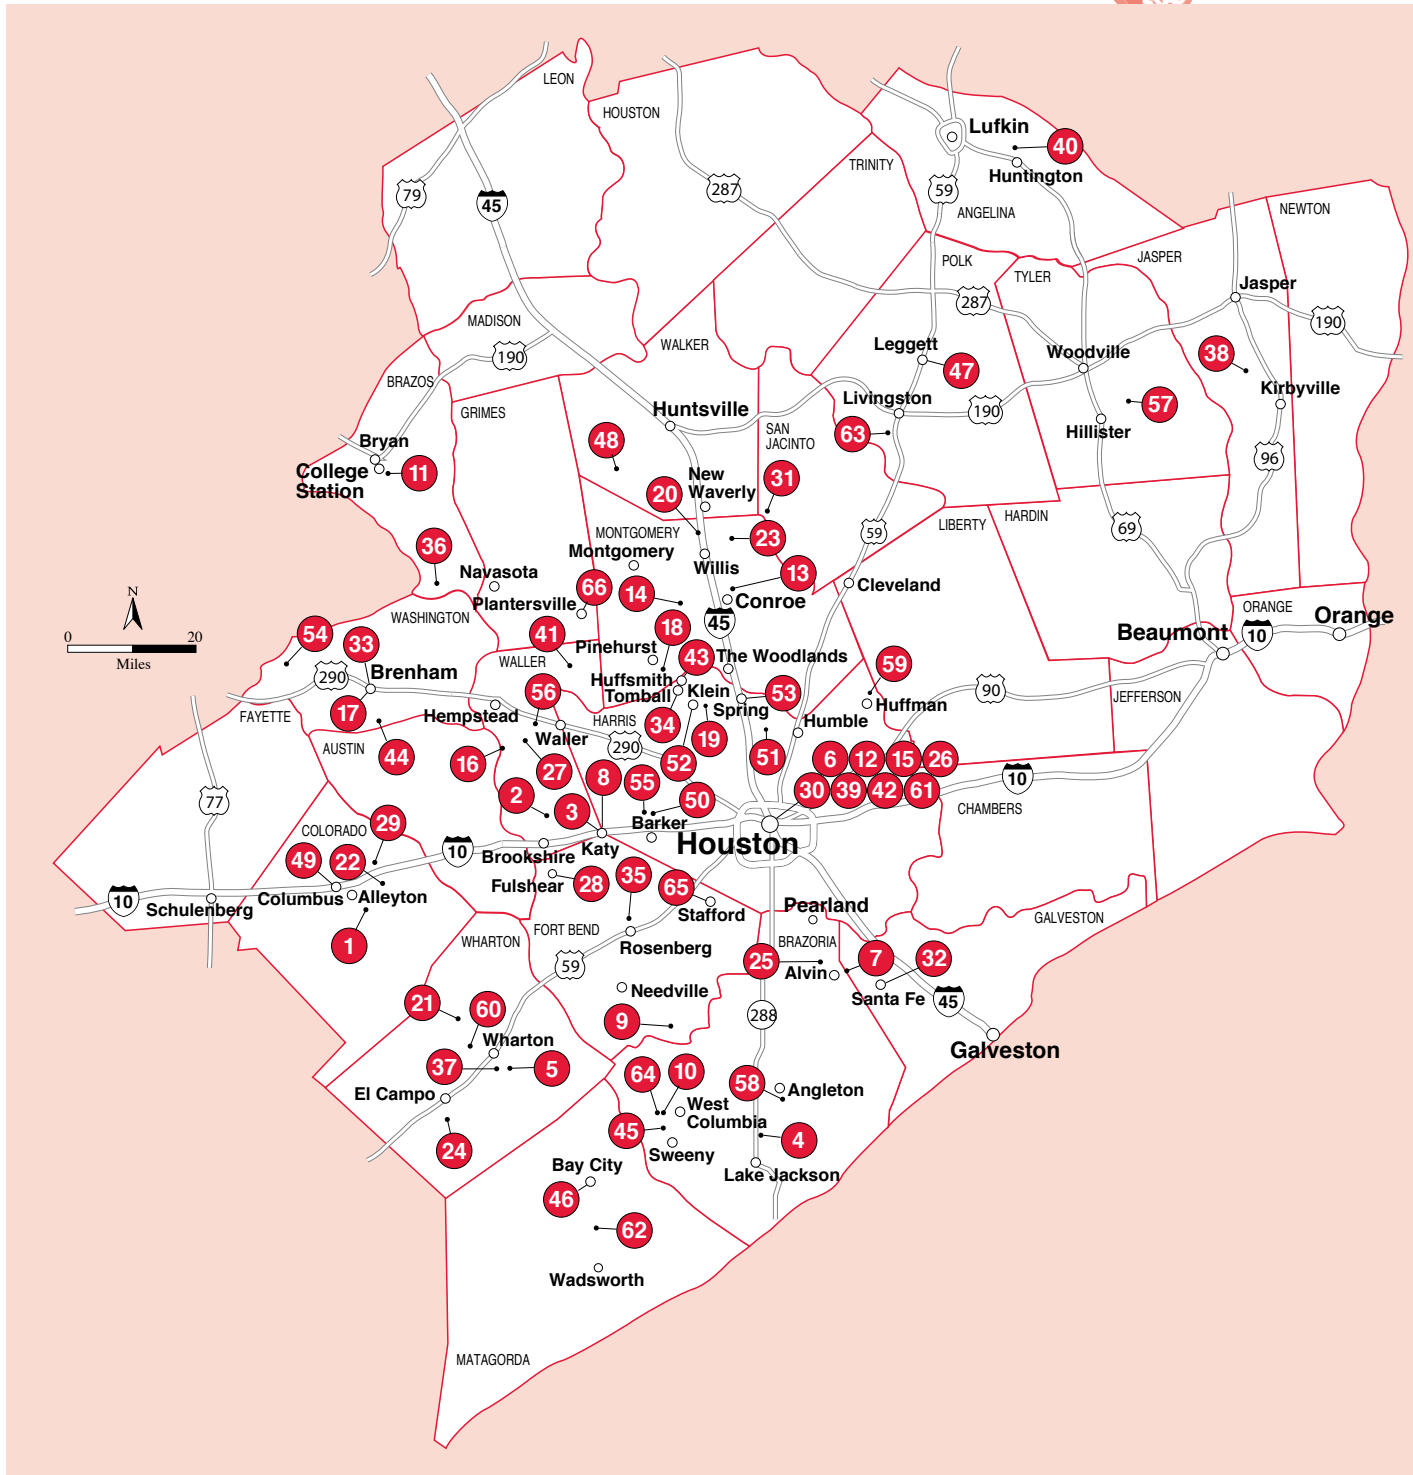 LEON
HOUSTON
Lufkin
40
Huntington
TRINITY
79
45
287
59
ANGELINA
NEWTON
POLK
JASPER
TYLER
Jasper
287
190
MADISON
190
WALKER
Leggett
47
Woodville
38
BRAZOS
GRIMES
Huntsville
Livingston
190
Kirbyville
57
Hillister
SAN
JACINTO
63
48
Bryan
College
Station
11
96
New
Waverly
20
31
HARDIN
LIBERTY
69
59
MONTGOMERY
23
36
Montgomery
Willis
13
Navasota
66
14
Cleveland
Plantersville
Conroe
N
0
20
Miles
WASHINGTON
45
ORANGE
Orange
10
Beaumont
54
33
41
18
Pinehurst
43
The Woodlands
59
WALLER
290
Brenham
Huffsmith
Tomball
Klein
Spring
53
56
90
JEFFERSON
Huffman
FAYETTE
17
Hempstead
HARRIS
34
19
Humble
AUSTIN
Waller
290
44
16
27
52
51
6
12
15
26
8
55
10
77
2
3
50
30
39
42
61
CHAMBERS
COLORADO
29
Barker
Houston
49
22
10
Brookshire
Katy
Fulshear
28
35
65
10
Columbus
Alleyton
Schulenberg
Stafford
Pearland
GALVESTON
1
WHARTON
FORT BEND
Rosenberg
BRAZORIA
59
25
Alvin
7
32
Santa Fe
45
Needville
21
60
9
288
Wharton
Galveston
37
5
64
10
58
Angleton
El Campo
West
Columbia
45
4
24
Sweeny
Bay City
Lake Jackson
46
62
Wadsworth
MATAGORDA